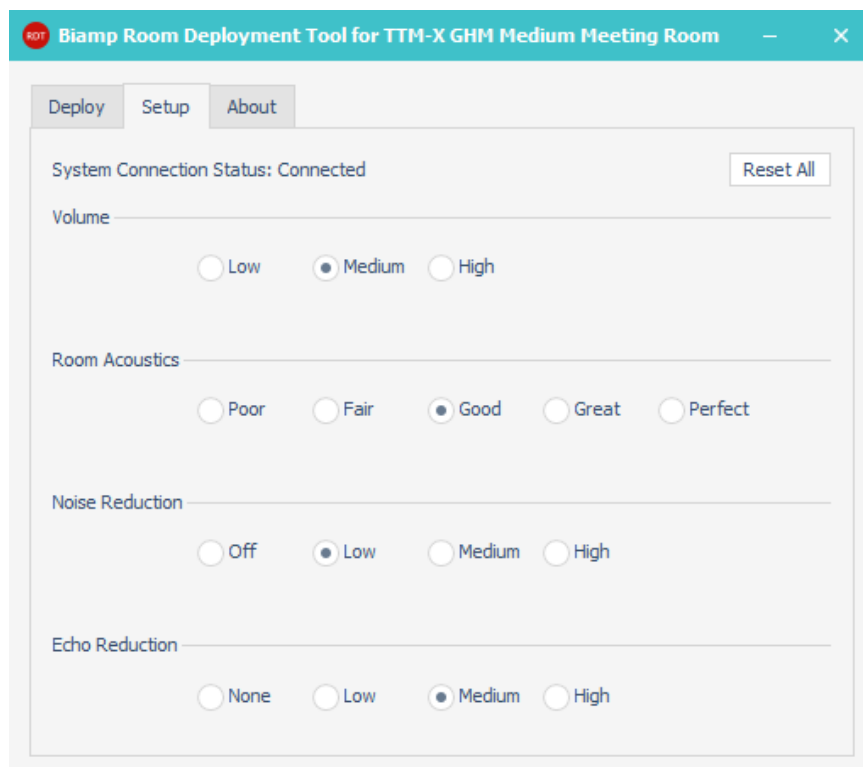 RDT Biamp Room Deployment Tool for TTM-X GHM Medium Meeting Room
Deploy Setup About
System Connection Status: Connected Reset All
Volume
Low Medium High
Room Acoustics
Poor Fair Good Great Perfect
Noise Reduction
Off Low Medium High
Echo Reduction
None Low Medium High